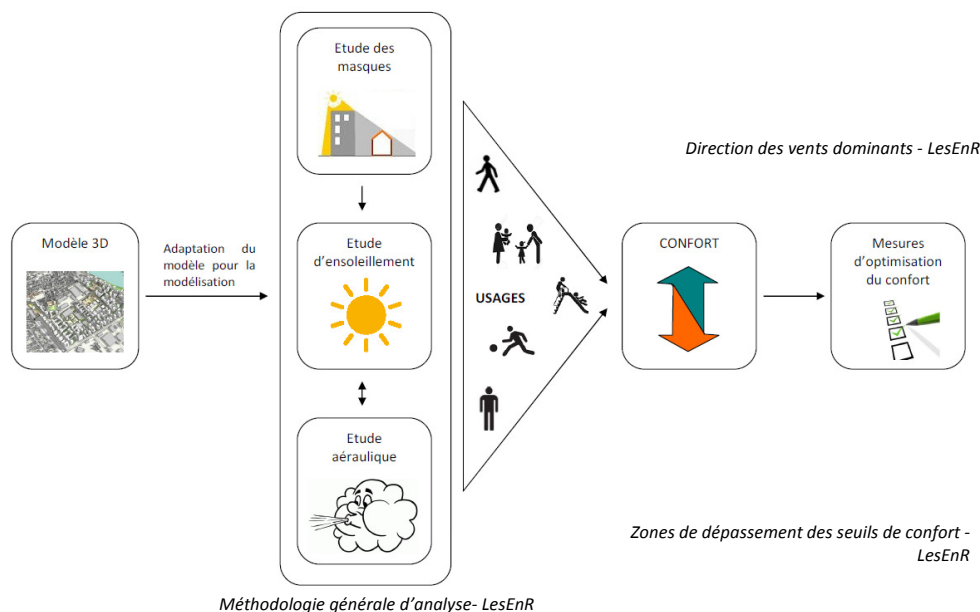 Etude des
masques
Direction des vents dominants - LesEnR
Modèle 3D
Adaptation du
modèle pour la
modélisation
Etude
d’ensoleillement
USAGES
CONFORT
Mesures
d’optimisation
du confort
Etude
aéraulique
Zones de dépassement des seuils de confort -
LesEnR
Méthodologie générale d’analyse- LesEnR